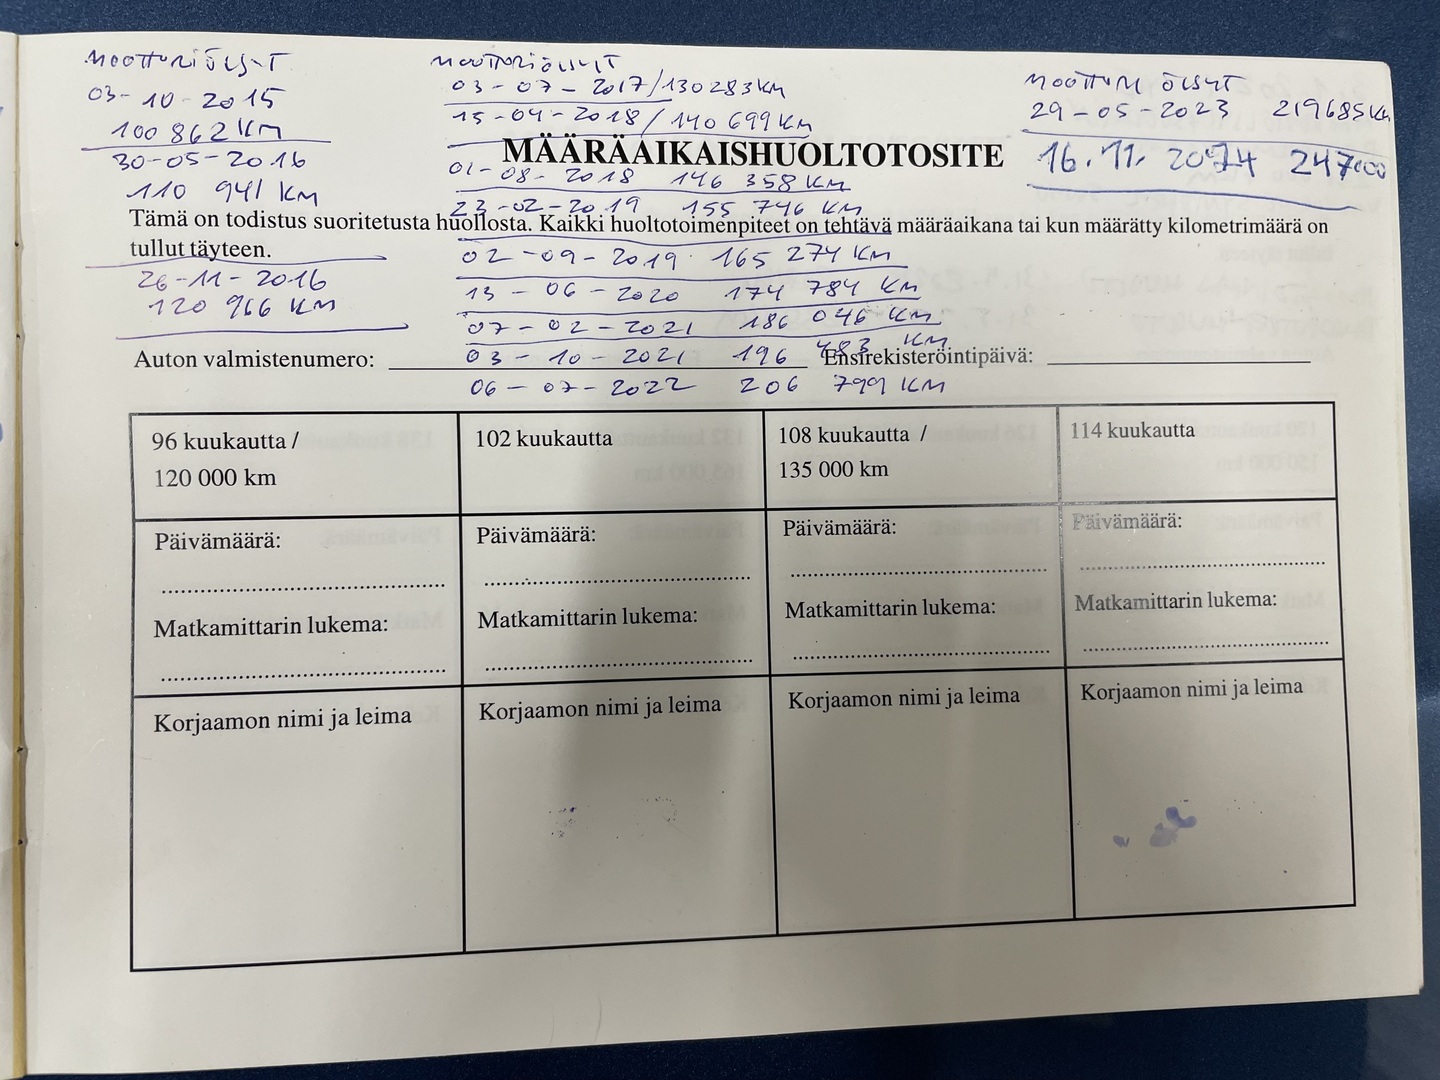 MOOTTORIÖLJYT
03-10-2015
100 862 KM
30-05-2016
110 941 KM
26-11-2016
120 966 KM
MOOTTORIÖLJYT
03-07-2017/130283KM
15-04-2018/140 699KM
01-08-2018 146 358 KM
23-02-2019 155 746 KM
02-09-2019 165 274 KM
13-06-2020 174 784 KM
07-02-2021 186 046 KM
03-10-2021 196 483 KM
06-07-2022 206 799 KM
MOOTTORI ÖLJYT
29-05-2023 219685KM
16.11. 247000
MÄÄRÄAIKAISHUOLTOTOSITE
Tämä on todistus suoritetusta huollosta. Kaikki huoltotoimenpiteet on tehtävä määräaikana tai kun määrätty kilometrimäärä on
tullut täyteen.
Auton valmistenumero: Ensirekisteröintipäivä:
96 kuukautta /
120 000 km
102 kuukautta
108 kuukautta /
135 000 km
114 kuukautta
Päivämäärä:
Päivämäärä:
Päivämäärä:
Päivämäärä:
Matkamittarin lukema:
Matkamittarin lukema:
Matkamittarin lukema:
Matkamittarin lukema:
Korjaamon nimi ja leima
Korjaamon nimi ja leima
Korjaamon nimi ja leima
Korjaamon nimi ja leima